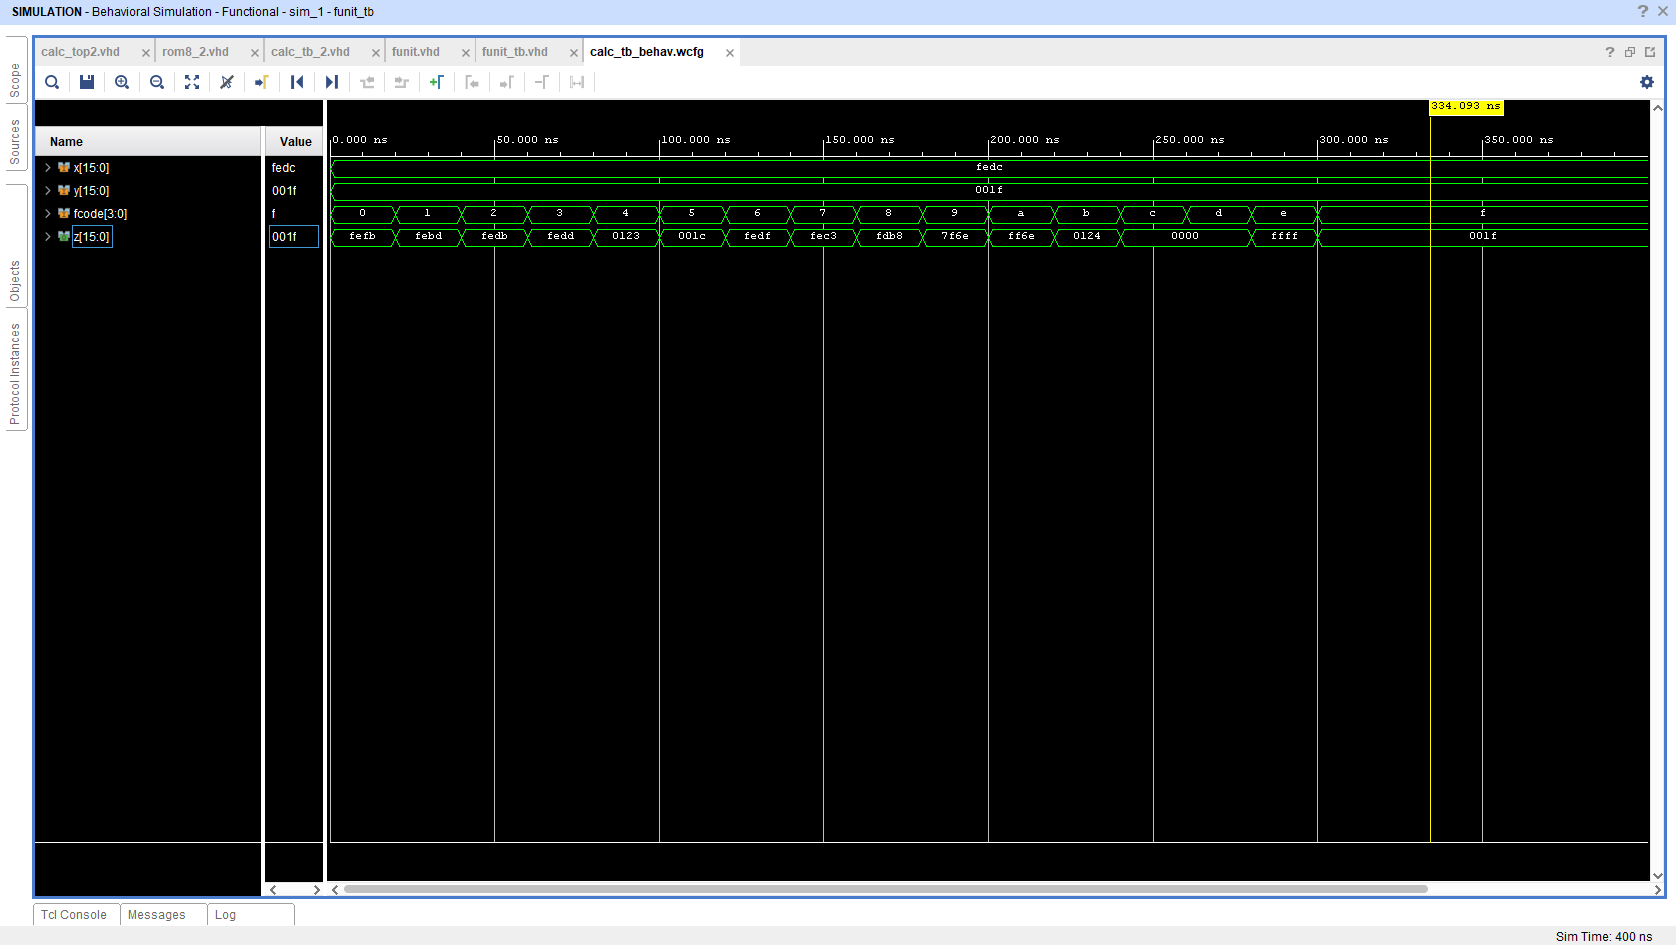 SIMULATION - Behavioral Simulation - Functional - sim_1 - funit_tb
calc_top2.vhd rom8_2.vhd calc_tb_2.vhd funit.vhd funit_tb.vhd calc_tb_behav.wcfg
Scope
Sources
Objects
Protocol Instances
334.093 ns
Name Value 0.000 ns 50.000 ns 100.000 ns 150.000 ns 200.000 ns 250.000 ns 300.000 ns 350.000 ns
x[15:0] fedc fedc
y[15:0] 001f 001f
fcode[3:0] f 0 1 2 3 4 5 6 7 8 9 a b c d e f
z[15:0] 001f fefb febd fedb fedd 0123 001c fedf fec3 fdb8 7f6e ff6e 0124 0000 ffff 001f
Tcl Console Messages Log
Sim Time: 400 ns